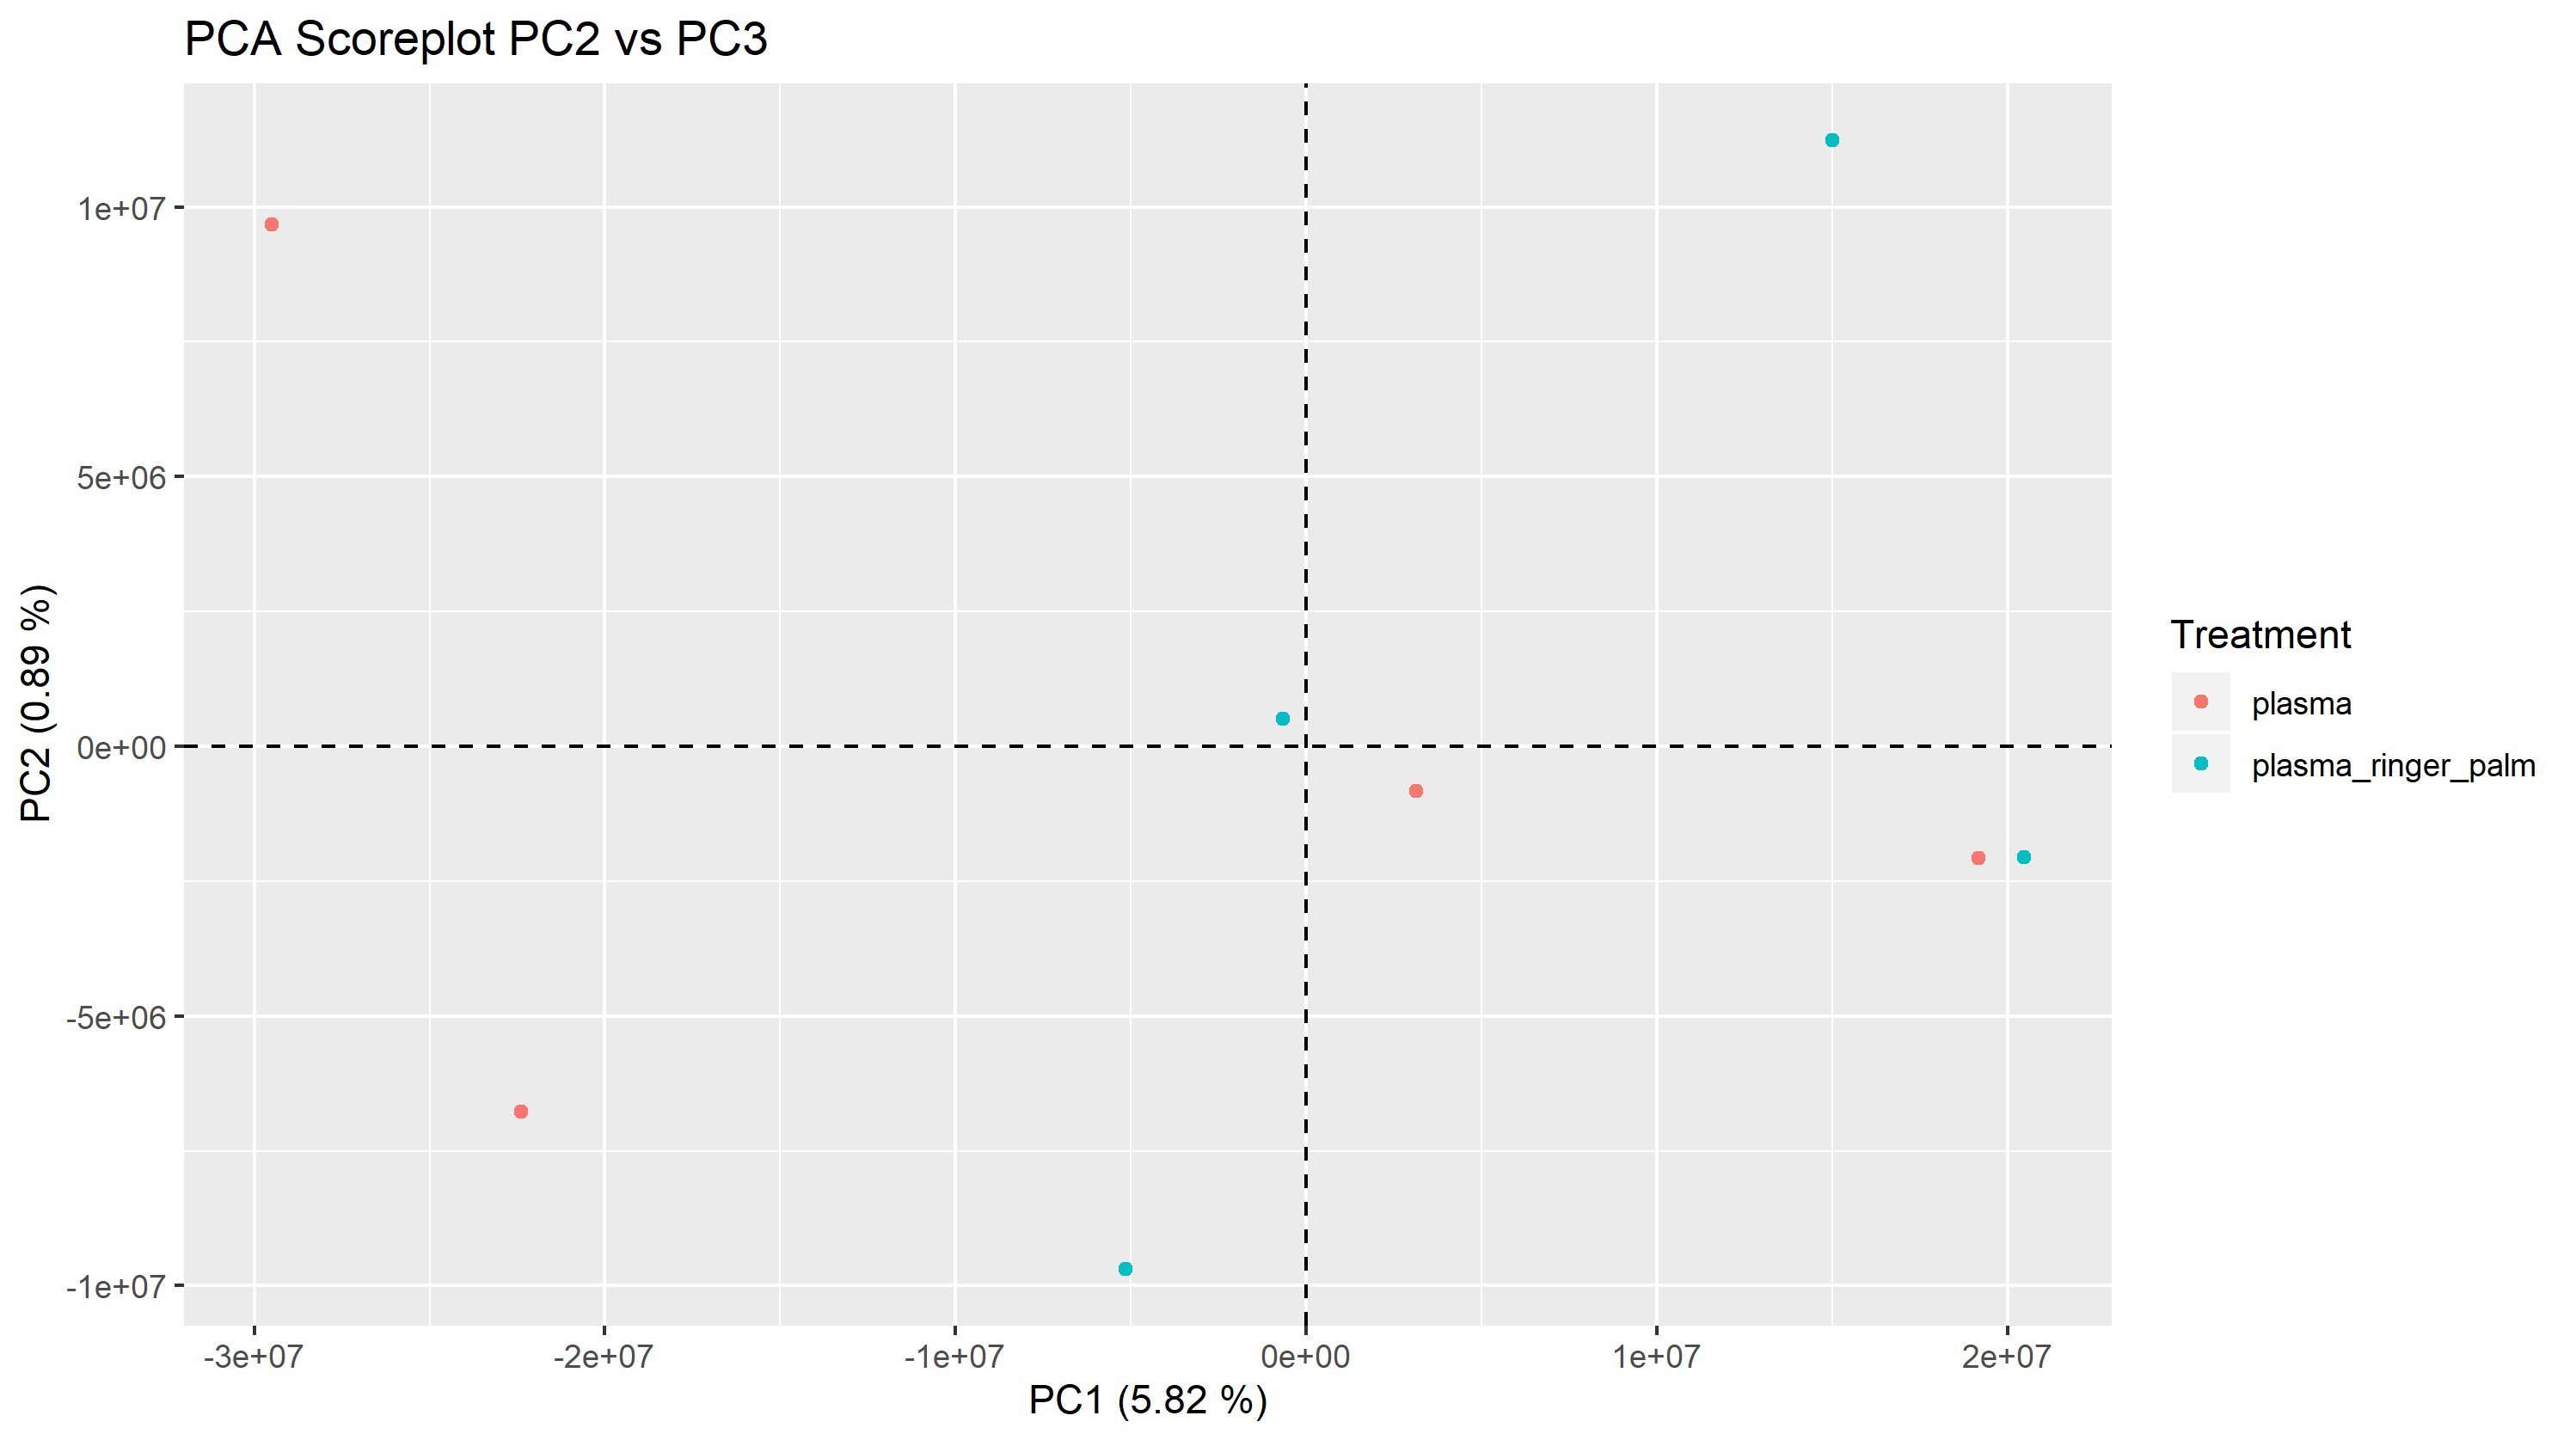 PCA Scoreplot PC2 vs PC3
1e+07
5e+06
0e+00
-5e+06
-1e+07
PC2 (0.89 %)
-3e+07
-2e+07
-1e+07
0e+00
1e+07
2e+07
PC1 (5.82 %)
Treatment
plasma
plasma_ringer_palm